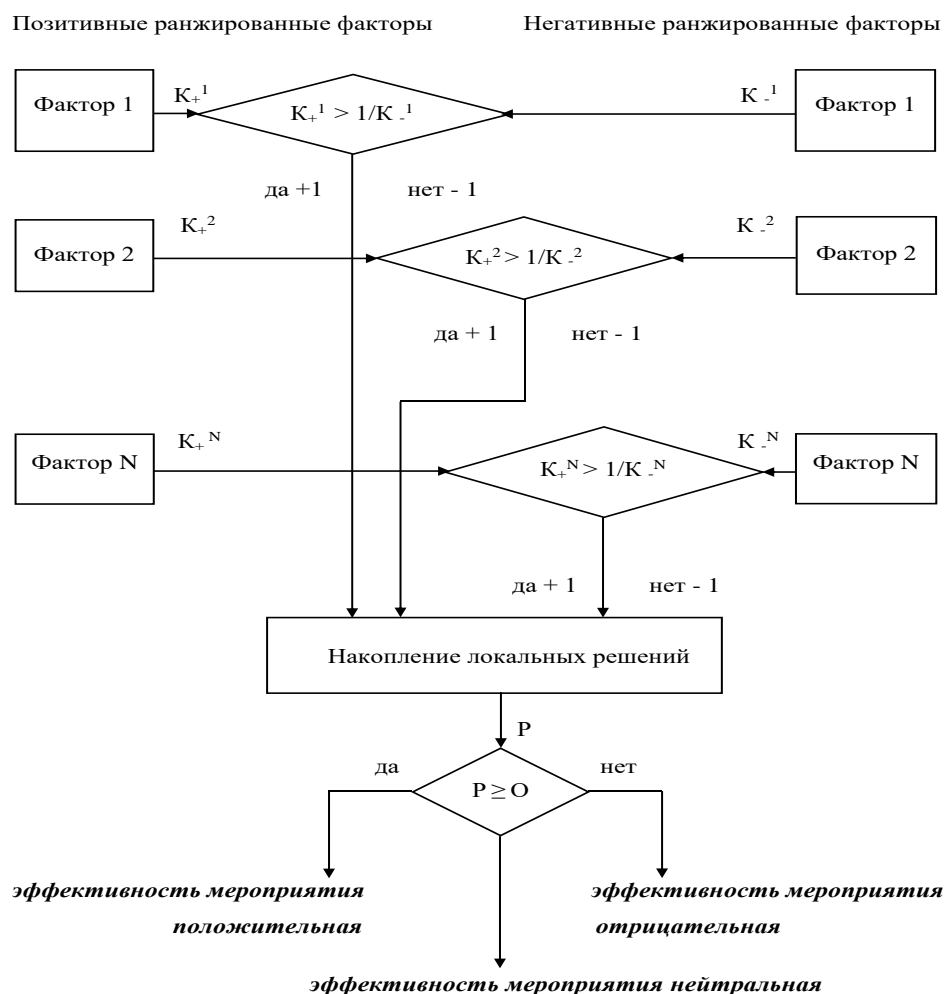 Позитивные ранжированные факторы
Негативные ранжированные факторы
Фактор 1
К₊¹
К₊¹ > 1/К ₋¹
К ₋¹
Фактор 1
да +1
нет - 1
Фактор 2
К₊²
К₊² > 1/К ₋²
К ₋²
Фактор 2
да + 1
нет - 1
Фактор N
К₊ᴺ
К₊ᴺ > 1/К ₋ᴺ
К ₋ᴺ
Фактор N
да + 1
нет - 1
Накопление локальных решений
Р
да
Р ≥ О
нет
эффективность мероприятия
положительная
эффективность мероприятия
отрицательная
эффективность мероприятия нейтральная